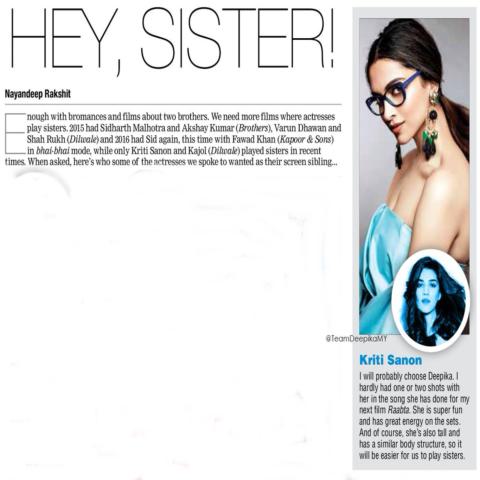 HEY, SISTER!
Nayandeep Rakshit
Enough with bromances and films about two brothers. We need more films where actresses
play sisters. 2015 had Sidharth Malhotra and Akshay Kumar (Brothers), Varun Dhawan and
Shah Rukh (Dilwale) and 2016 had Sid again, this time with Fawad Khan (Kapoor & Sons)
in bhai-bhai mode, while only Kriti Sanon and Kajol (Dilwale) played sisters in recent
times. When asked, here's who some of the actresses we spoke to wanted as their screen sibling...
@TeamDeepikaMY
Kriti Sanon
I will probably choose Deepika. I
hardly had one or two shots with
her in the song she has done for my
next film Raabta. She is super fun
and has great energy on the sets.
And of course, she's also tall and
has a similar body structure, so it
will be easier for us to play sisters.